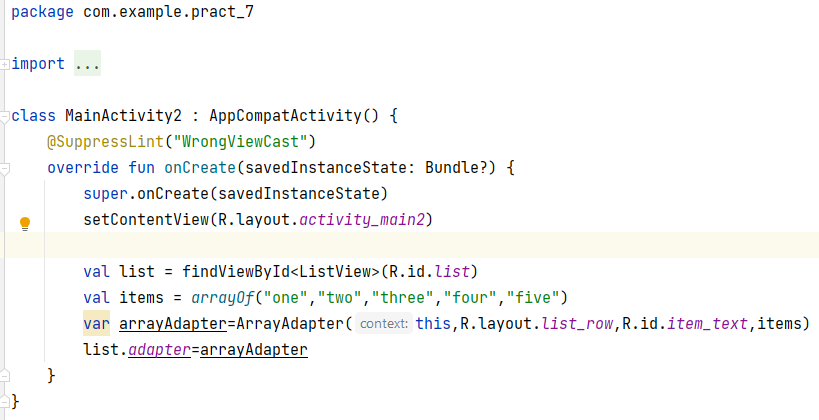 package com.example.pract_7
import ...
class MainActivity2 : AppCompatActivity() {
@SuppressLint("WrongViewCast")
override fun onCreate(savedInstanceState: Bundle?) {
super.onCreate(savedInstanceState)
setContentView(R.layout.activity_main2)
val list = findViewById<ListView>(R.id.list)
val items = arrayOf("one","two","three","four","five")
var arrayAdapter=ArrayAdapter( context: this,R.layout.list_row,R.id.item_text,items)
list.adapter=arrayAdapter
}
}